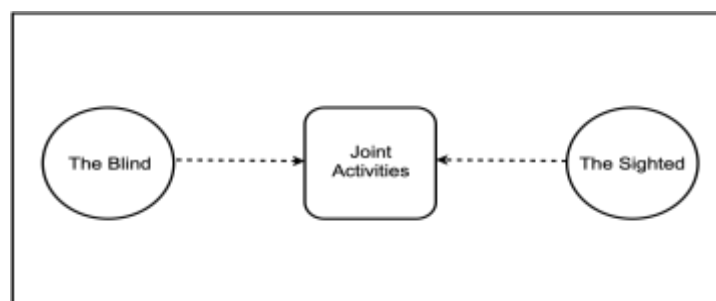 The Blind
Joint
Activities
The Sighted